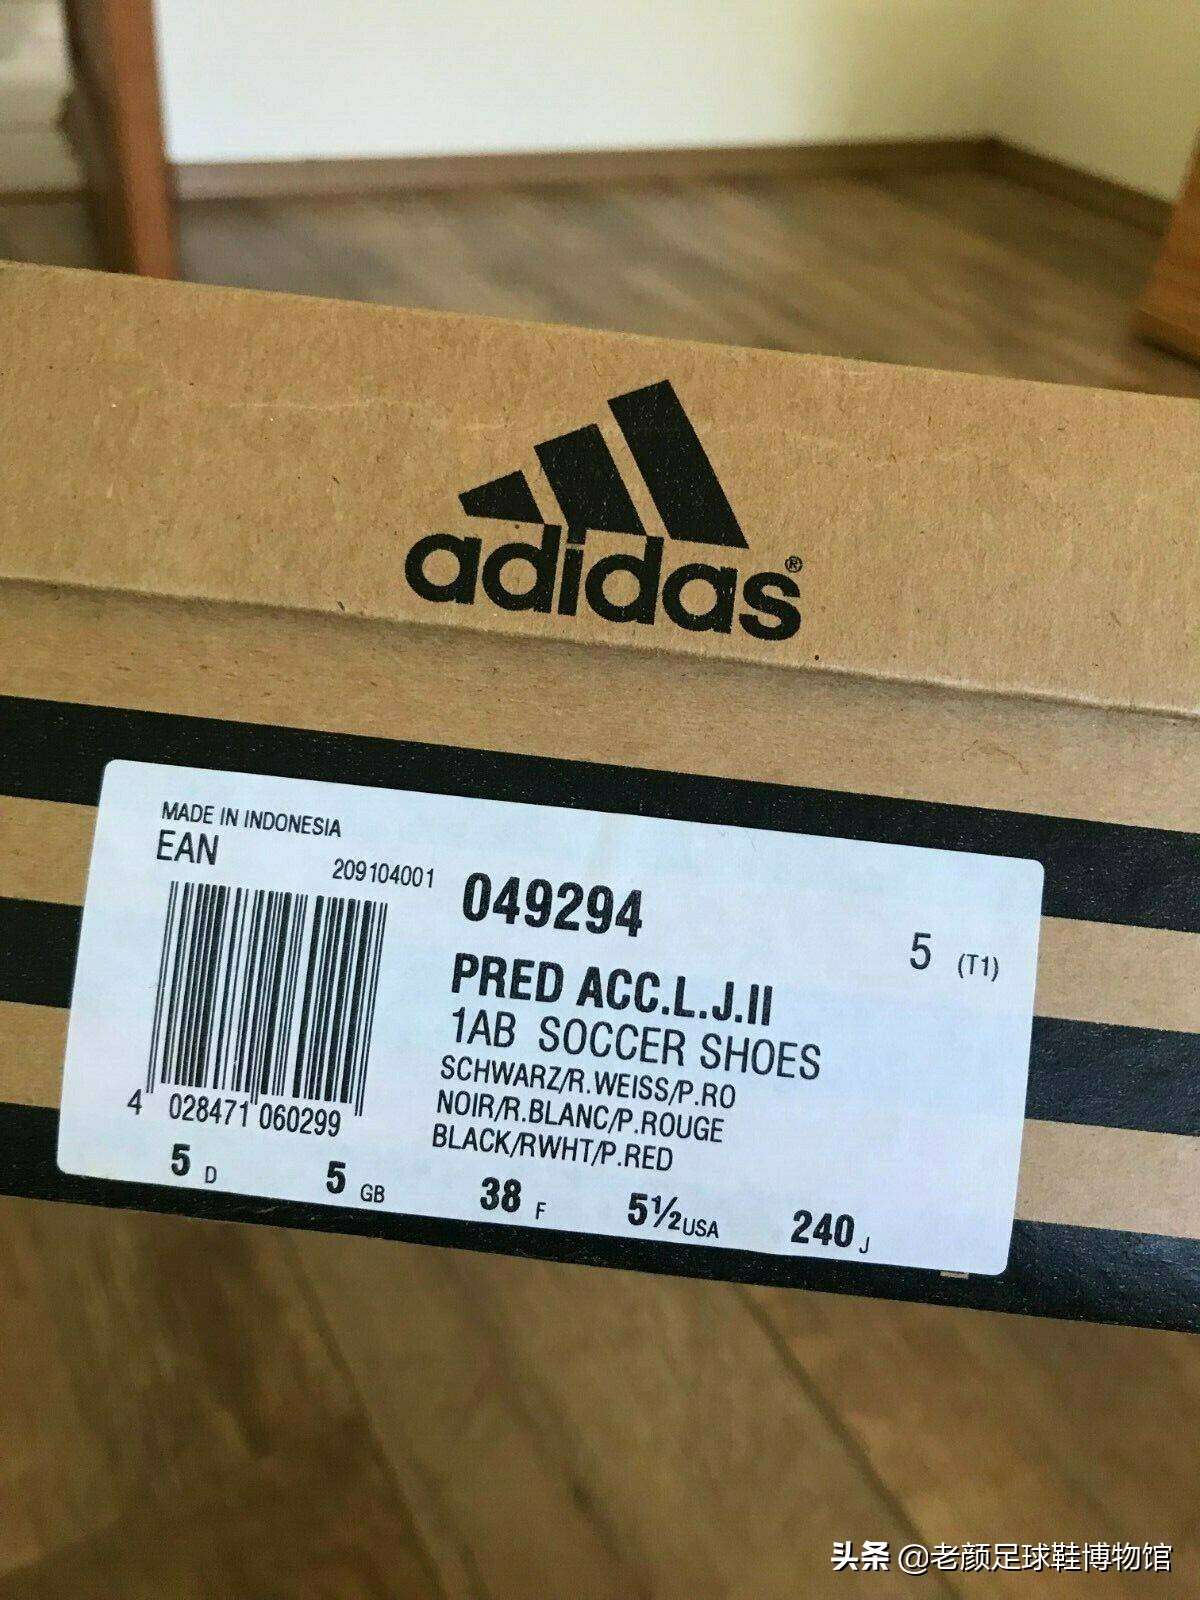 adidas®
MADE IN INDONESIA
EAN
209104001
049294
5 (T1)
PRED ACC.L.J.II
1AB SOCCER SHOES
SCHWARZ/R.WEISS/P.RO
NOIR/R.BLANC/P.ROUGE
BLACK/RWHT/P.RED
4 028471 060299
5 D 5 GB 38 F 5½ USA 240 J
头条 @老颜足球鞋博物馆